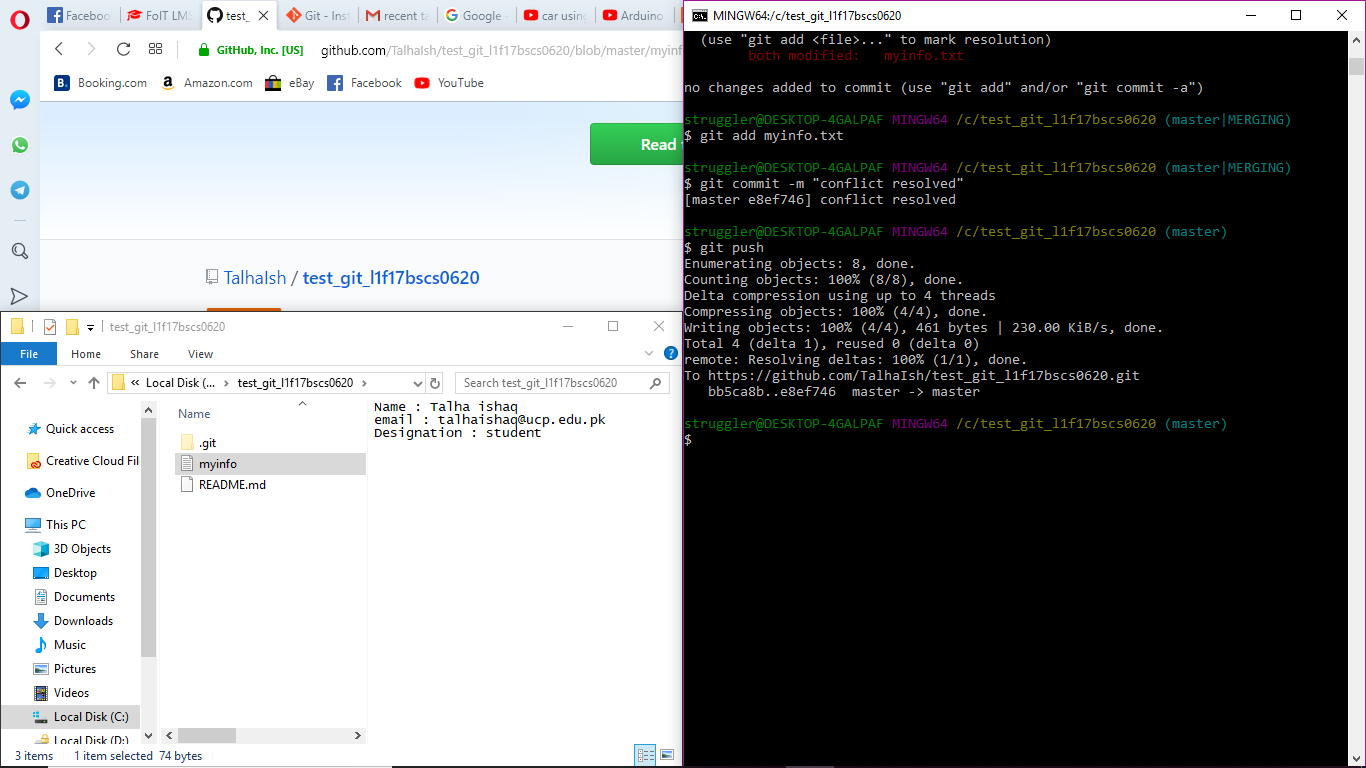 Faceboo
FoIT LMS
test_
Git - Inst
recent ta
Google -
car using
Arduino
GitHub, Inc. [US]
github.com/TalhaIsh/test_git_l1f17bscs0620/blob/master/myinf
B.
Booking.com
Amazon.com
eBay
Facebook
YouTube
Read
TalhaIsh / test_git_l1f17bscs0620
test_git_l1f17bscs0620
File
Home
Share
View
« Local Disk (... › test_git_l1f17bscs0620 ›
Search test_git_l1f17bscs0620
Quick access
Creative Cloud Fil
OneDrive
This PC
3D Objects
Desktop
Documents
Downloads
Music
Pictures
Videos
Local Disk (C:)
Local Disk (D:)
Name
.git
myinfo
README.md
Name : Talha ishaq
email : talhaishaq@ucp.edu.pk
Designation : student
3 items
1 item selected 74 bytes
MINGW64:/c/test_git_l1f17bscs0620
(use "git add <file>..." to mark resolution)
both modified:   myinfo.txt
no changes added to commit (use "git add" and/or "git commit -a")
struggler@DESKTOP-4GALPAF MINGW64 /c/test_git_l1f17bscs0620 (master|MERGING)
$ git add myinfo.txt
struggler@DESKTOP-4GALPAF MINGW64 /c/test_git_l1f17bscs0620 (master|MERGING)
$ git commit -m "conflict resolved"
[master e8ef746] conflict resolved
struggler@DESKTOP-4GALPAF MINGW64 /c/test_git_l1f17bscs0620 (master)
$ git push
Enumerating objects: 8, done.
Counting objects: 100% (8/8), done.
Delta compression using up to 4 threads
Compressing objects: 100% (4/4), done.
Writing objects: 100% (4/4), 461 bytes | 230.00 KiB/s, done.
Total 4 (delta 1), reused 0 (delta 0)
remote: Resolving deltas: 100% (1/1), done.
To https://github.com/TalhaIsh/test_git_l1f17bscs0620.git
bb5ca8b..e8ef746  master -> master
struggler@DESKTOP-4GALPAF MINGW64 /c/test_git_l1f17bscs0620 (master)
$